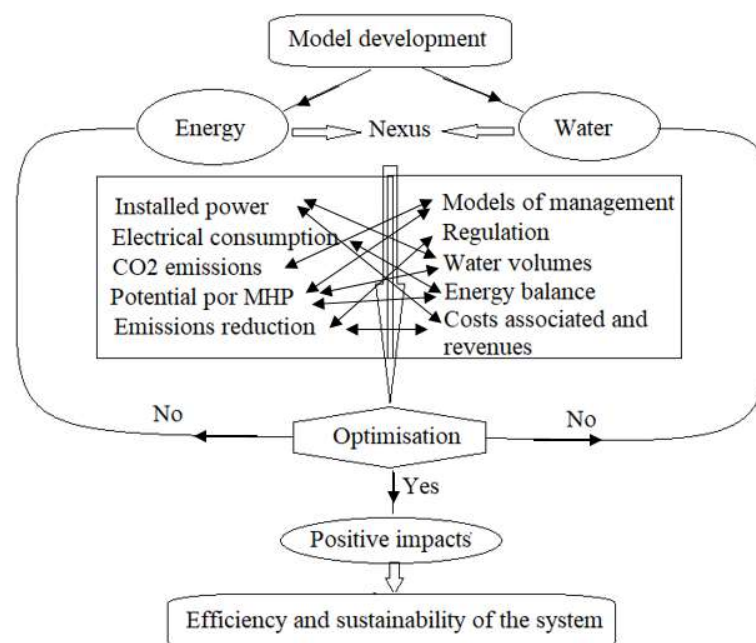 Model development
Energy
Nexus
Water
Installed power
Electrical consumption
CO2 emissions
Potential por MHP
Emissions reduction
Models of management
Regulation
Water volumes
Energy balance
Costs associated and
revenues
No
Optimisation
No
Yes
Positive impacts
Efficiency and sustainability of the system